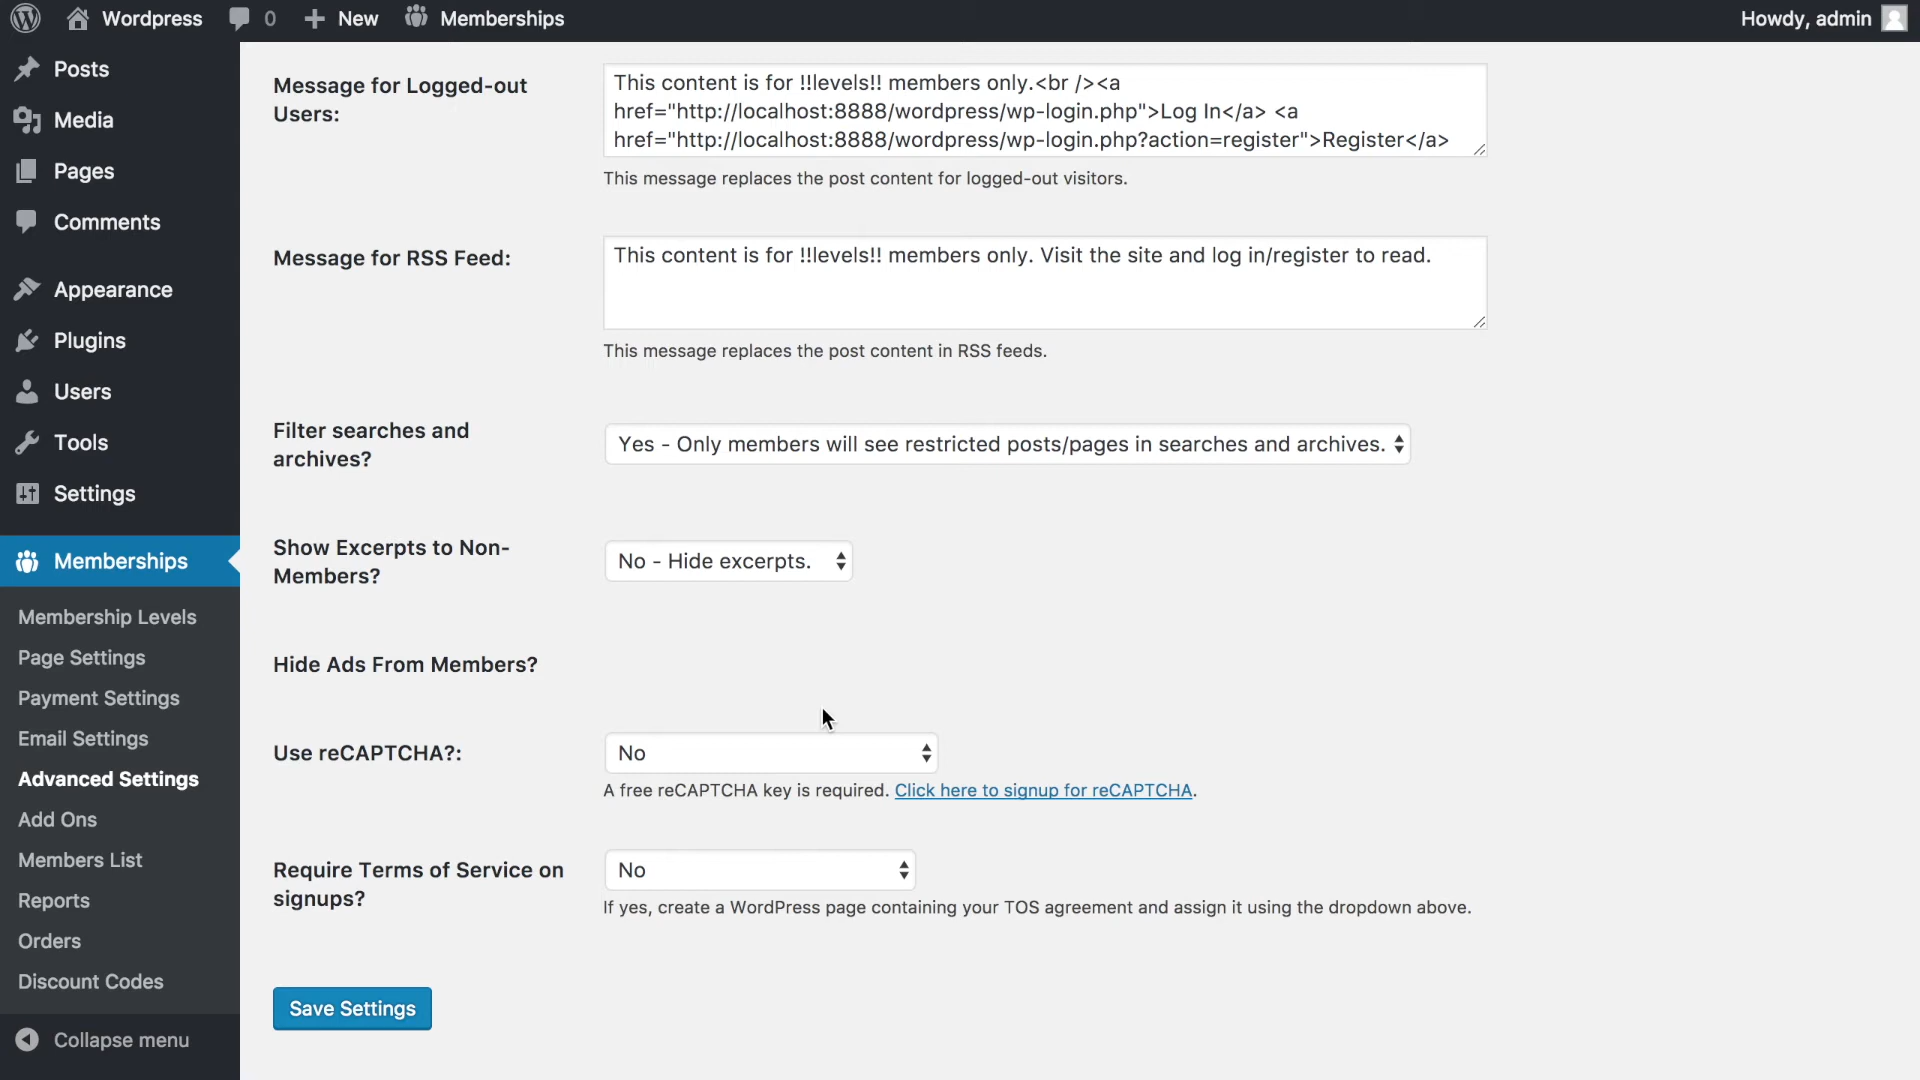 Wordpress
0
New
Memberships
Howdy, admin
Posts
Media
Pages
Comments
Appearance
Plugins
Users
Tools
Settings
Memberships
Membership Levels
Page Settings
Payment Settings
Email Settings
Advanced Settings
Add Ons
Members List
Reports
Orders
Discount Codes
Collapse menu
Message for Logged-out
Users:
This content is for !!levels!! members only.<br /><a
href="http://localhost:8888/wordpress/wp-login.php">Log In</a> <a
href="http://localhost:8888/wordpress/wp-login.php?action=register">Register</a>
This message replaces the post content for logged-out visitors.
Message for RSS Feed:
This content is for !!levels!! members only. Visit the site and log in/register to read.
This message replaces the post content in RSS feeds.
Filter searches and
archives?
Yes - Only members will see restricted posts/pages in searches and archives.
Show Excerpts to Non-
Members?
No - Hide excerpts.
Hide Ads From Members?
Use reCAPTCHA?:
No
A free reCAPTCHA key is required. Click here to signup for reCAPTCHA.
Require Terms of Service on
signups?
No
If yes, create a WordPress page containing your TOS agreement and assign it using the dropdown above.
Save Settings